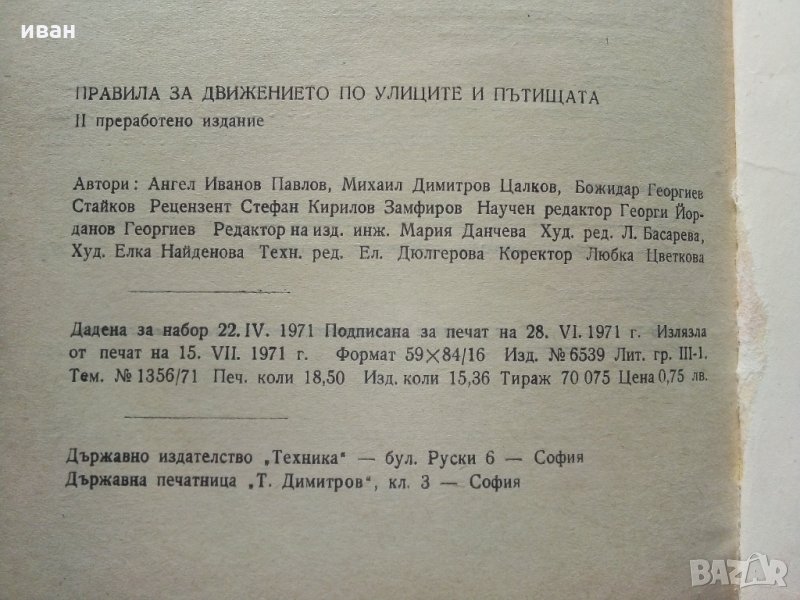 иван
ПРАВИЛА ЗА ДВИЖЕНИЕТО ПО УЛИЦИТЕ И ПЪТИЩАТА
II преработено издание
Автори: Ангел Иванов Павлов, Михаил Димитров Цалков, Божидар Георгиев
Стайков Рецензент Стефан Кирилов Замфиров Научен редактор Георги Йор-
данов Георгиев Редактор на изд. инж. Мария Данчева Худ. ред. Л. Басарева,
Худ. Елка Найденова Техн. ред. Ел. Дюлгерова Коректор Любка Цветкова
Дадена за набор 22. IV. 1971 Подписана за печат на 28. VI. 1971 г. Излязла
от печат на 15. VII. 1971 г. Формат 59×84/16 Изд. № 6539 Лит. гр. III-1.
Тем. № 1356/71 Печ. коли 18,50 Изд. коли 15,36 Тираж 70 075 Цена 0,75 лв.
Държавно издателство „Техника“ — бул. Руски 6 — София
Държавна печатница „Т. Димитров“, кл. 3 — София
BAZAR